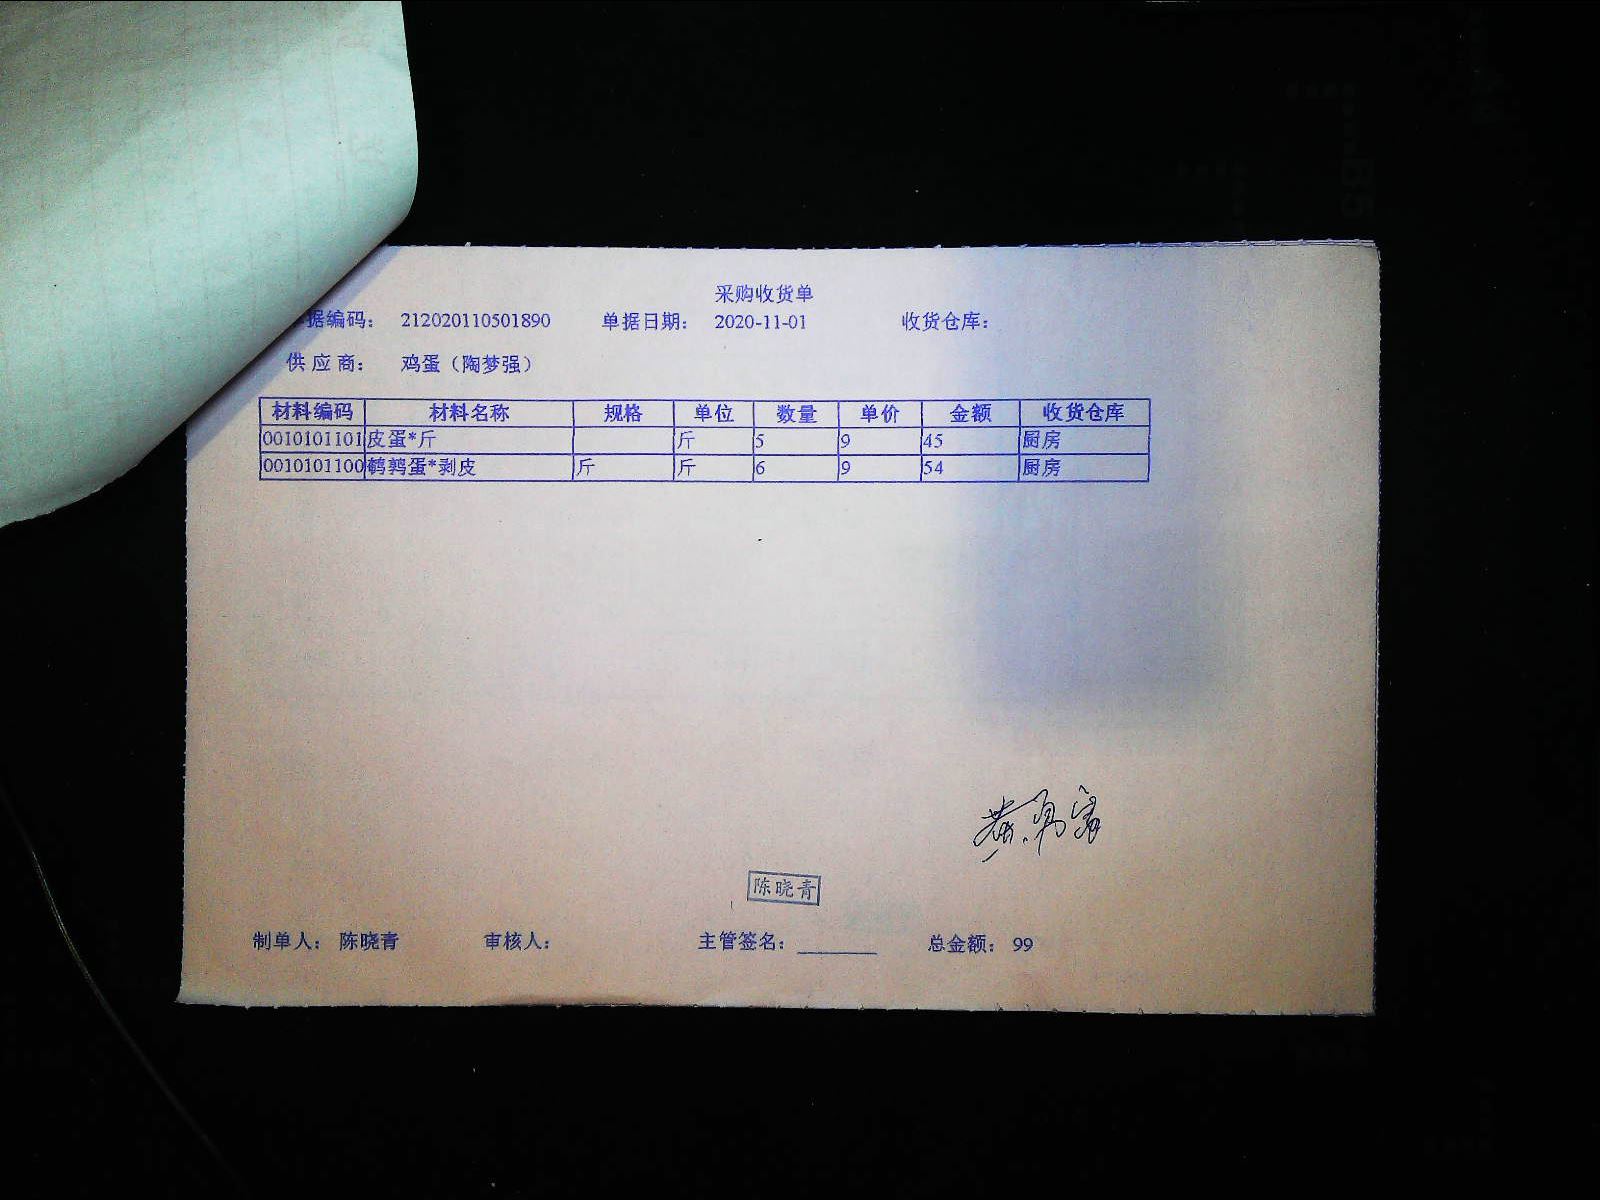 采购收货单
据编码: 212020110501890 单据日期: 2020-11-01 收货仓库:
供应商: 鸡蛋（陶梦强）
材料编码 材料名称 规格 单位 数量 单价 金额 收货仓库
0010101101 皮蛋*斤 斤 5 9 45 厨房
0010101100 鹌鹑蛋*剥皮 斤 斤 6 9 54 厨房
陈晓青
制单人: 陈晓青 审核人: 主管签名: 总金额: 99